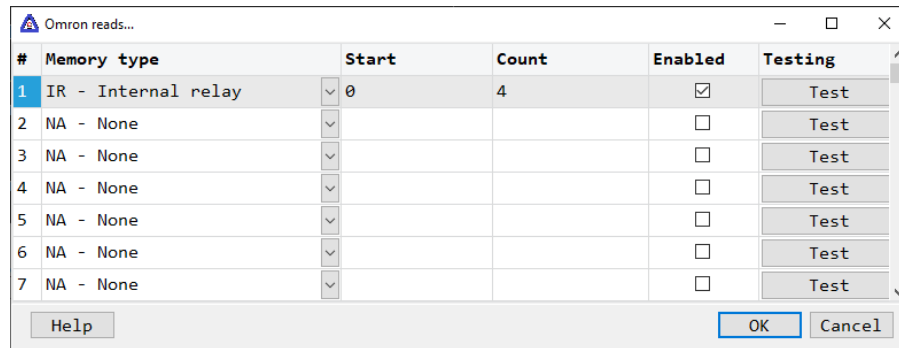 Omron reads...
# Memory type Start Count Enabled Testing
1 IR - Internal relay 0 4 Test
2 NA - None Test
3 NA - None Test
4 NA - None Test
5 NA - None Test
6 NA - None Test
7 NA - None Test
Help OK Cancel